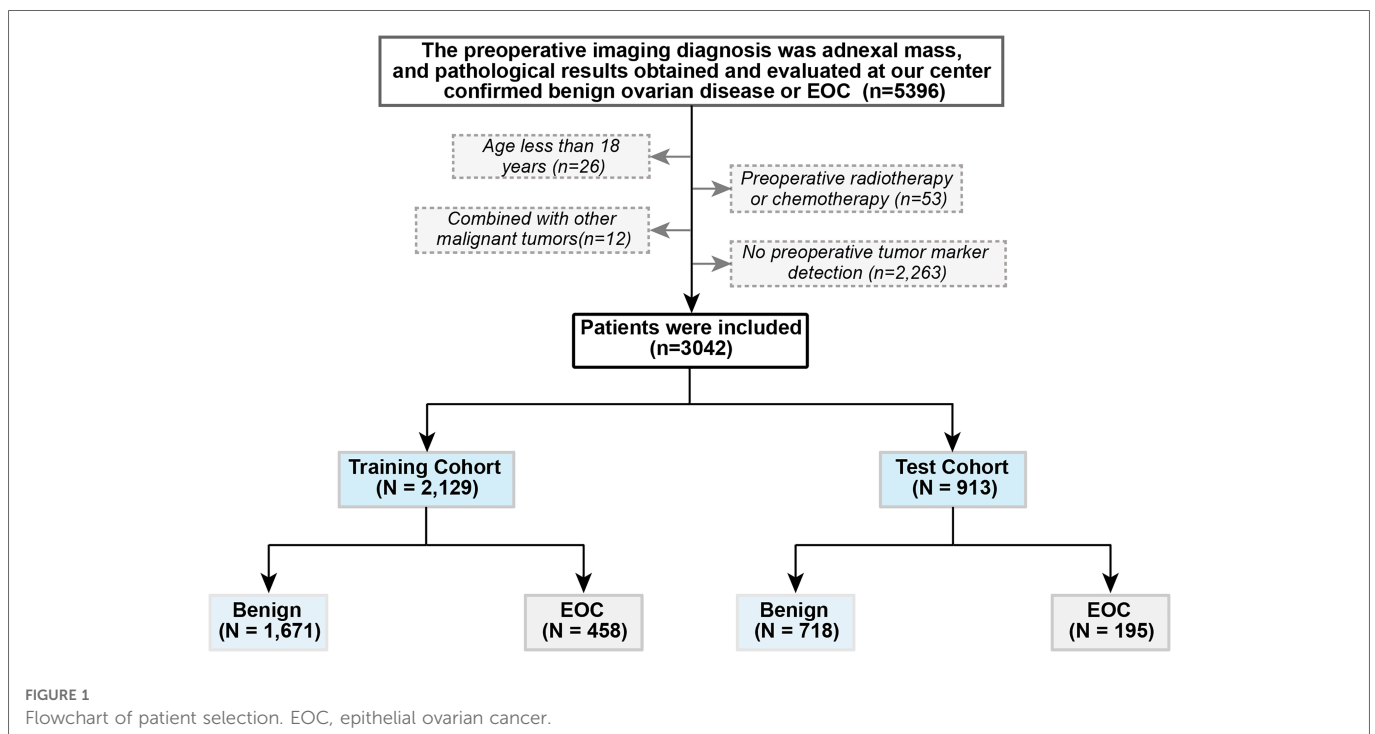 The preoperative imaging diagnosis was adnexal mass,
and pathological results obtained and evaluated at our center
confirmed benign ovarian disease or EOC (n=5396)
Age less than 18
years (n=26)
Preoperative radiotherapy
or chemotherapy (n=53)
Combined with other
malignant tumors(n=12)
No preoperative tumor marker
detection (n=2,263)
Patients were included
(n=3042)
Training Cohort
(N = 2,129)
Test Cohort
(N = 913)
Benign
(N = 1,671)
EOC
(N = 458)
Benign
(N = 718)
EOC
(N = 195)
FIGURE 1
Flowchart of patient selection. EOC, epithelial ovarian cancer.